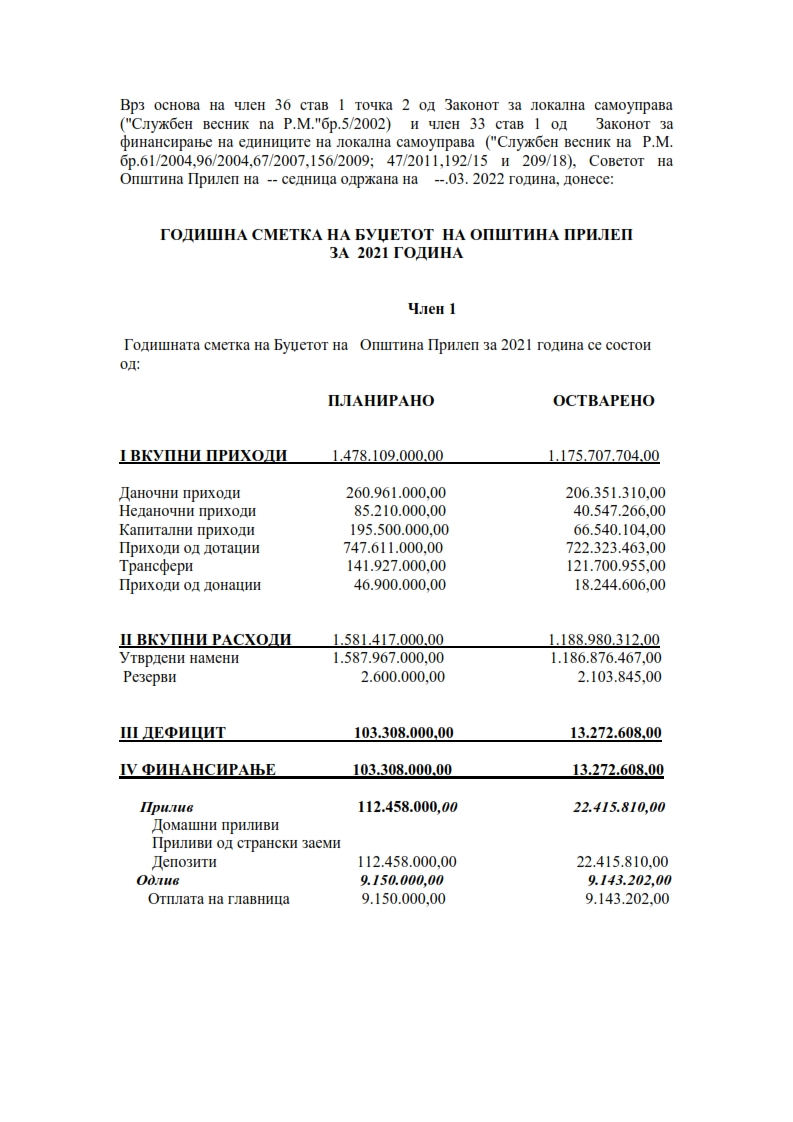 Врз основа на член 36 став 1 точка 2 од Законот за локална самоуправа
("Службен весник na Р.М."бр.5/2002) и член 33 став 1 од Законот за
финансирање на единиците на локална самоуправа ("Службен весник на Р.М.
бр.61/2004,96/2004,67/2007,156/2009; 47/2011,192/15 и 209/18), Советот на
Општина Прилеп на -- седница одржана на --.03. 2022 година, донесе:
ГОДИШНА СМЕТКА НА БУЏЕТОТ НА ОПШТИНА ПРИЛЕП
ЗА 2021 ГОДИНА
Член 1
Годишната сметка на Буџетот на Општина Прилеп за 2021 година се состои
од:
ПЛАНИРАНО ОСТВАРЕНО
I ВКУПНИ ПРИХОДИ 1.478.109.000,00 1.175.707.704,00
Даночни приходи 260.961.000,00 206.351.310,00
Неданочни приходи 85.210.000,00 40.547.266,00
Капитални приходи 195.500.000,00 66.540.104,00
Приходи од дотации 747.611.000,00 722.323.463,00
Трансфери 141.927.000,00 121.700.955,00
Приходи од донации 46.900.000,00 18.244.606,00
II ВКУПНИ РАСХОДИ 1.581.417.000,00 1.188.980.312,00
Утврдени намени 1.587.967.000,00 1.186.876.467,00
Резерви 2.600.000,00 2.103.845,00
III ДЕФИЦИТ 103.308.000,00 13.272.608,00
IV ФИНАНСИРАЊЕ 103.308.000,00 13.272.608,00
Прилив 112.458.000,00 22.415.810,00
Домашни приливи
Приливи од странски заеми
Депозити 112.458.000,00 22.415.810,00
Одлив 9.150.000,00 9.143.202,00
Отплата на главница 9.150.000,00 9.143.202,00